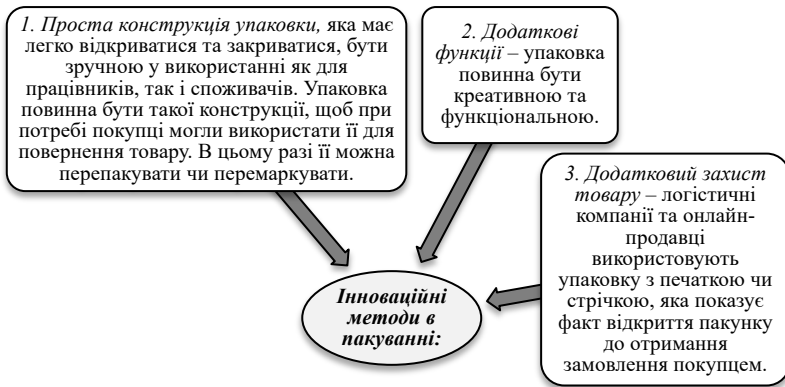 1. Проста конструкція упаковки, яка має
легко відкриватися та закриватися, бути
зручною у використанні як для
працівників, так і споживачів. Упаковка
повинна бути такої конструкції, щоб при
потребі покупці могли використати її для
повернення товару. В цьому разі її можна
перепакувати чи перемаркувати.
2. Додаткові
функції – упаковка
повинна бути
креативною та
функціональною.
3. Додатковий захист
товару – логістичні
компанії та онлайн-
продавці
використовують
упаковку з печаткою чи
стрічкою, яка показує
факт відкриття пакунку
до отримання
замовлення покупцем.
Інноваційні
методи в
пакуванні: